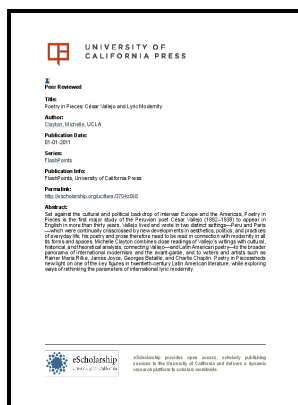 UNIVERSITY OF
CALIFORNIA PRESS
Peer Reviewed
Title:
Poetry in Pieces: César Vallejo and Lyric Modernity
Author:
Clayton, Michelle, UCLA
Publication Date:
01-01-2011
Series:
FlashPoints
Publication Info:
FlashPoints, University of California Press
Permalink:
Abstract:
Set against the cultural and political backdrop of interwar Europe and the Americas, Poetry in
Pieces is the first major study of the Peruvian poet César Vallejo (1892–1938) to appear in
English in more than thirty years. Vallejo lived and wrote in two distinct settings—Peru and Paris
—which were continually crisscrossed by new developments in aesthetics, politics, and practices
of everyday life; his poetry and prose therefore need to be read in connection with modernity in all
its forms and spaces. Michelle Clayton combines close readings of Vallejo's writings with cultural,
historical, and theoretical analysis, connecting Vallejo—and Latin American poetry—to the broader
panorama of international modernism and the avant-garde, and to writers and artists such as
Rainer Maria Rilke, James Joyce, Georges Bataille, and Charlie Chaplin. Poetry in Pieces sheds
new light on one of the key figures in twentieth-century Latin American literature, while exploring
ways of rethinking the parameters of international lyric modernity.
eScholarship
University of California
eScholarship provides open access, scholarly publishing
services to the University of California and delivers a dynamic
research platform to scholars worldwide.